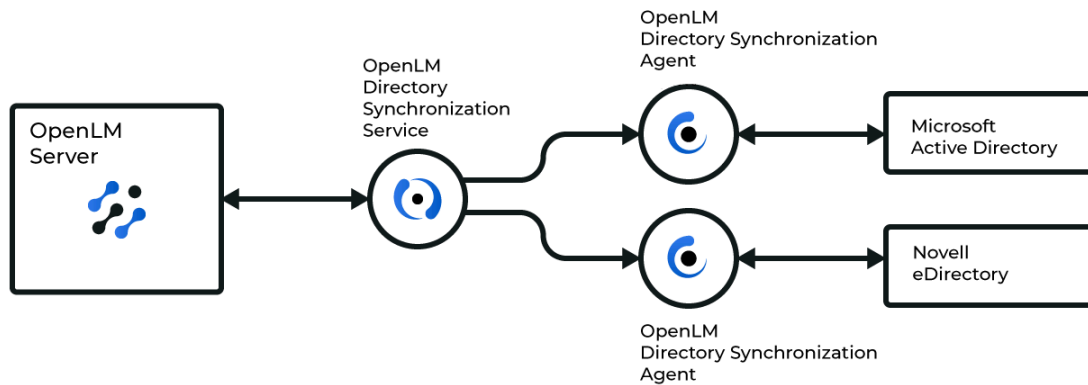 OpenLM
Server
OpenLM
Directory
Synchronization
Service
OpenLM
Directory Synchronization
Agent
Microsoft
Active Directory
Novell
eDirectory
OpenLM
Directory Synchronization
Agent